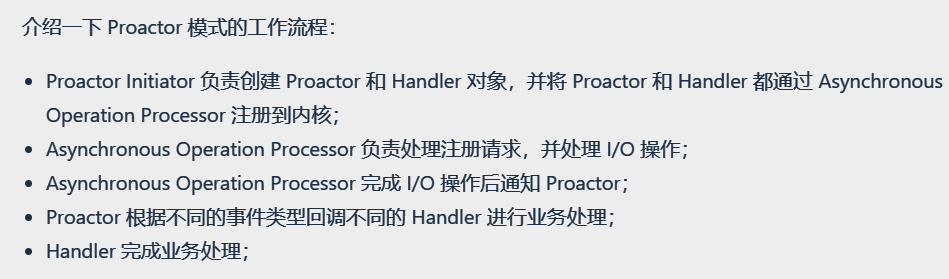 介绍一下 Proactor 模式的工作流程：
• Proactor Initiator 负责创建 Proactor 和 Handler 对象，并将 Proactor 和 Handler 都通过 Asynchronous
Operation Processor 注册到内核；
• Asynchronous Operation Processor 负责处理注册请求，并处理 I/O 操作；
• Asynchronous Operation Processor 完成 I/O 操作后通知 Proactor；
• Proactor 根据不同的事件类型回调不同的 Handler 进行业务处理；
• Handler 完成业务处理；